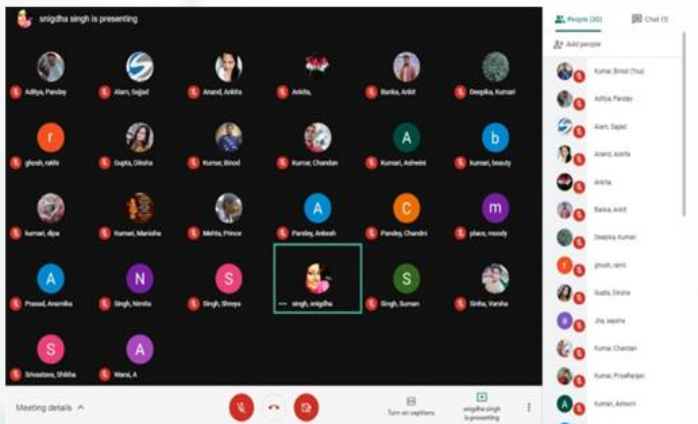 snigdha singh is presenting
Aditya, Pandey
Alam, Sajjad
Anand, Ankita
Ankita,
Banka, Ankit
Deepika, Kumari
r
ghosh, rakhi
Gupta, Diksha
Kumar, Binod
Kumar, Chandan
A
Kumari, Ashwini
b
kumari, beauty
kumari, dipa
Kumari, Manisha
Mehta, Prince
A
Pandey, Ankosh
C
Pandey, Chandni
m
place, moody
A
Prasad, Anamika
N
Singh, Nimita
S
Singh, Shreya
singh, snigdha
S
Singh, Suman
Sinha, Varsha
S
Srivastava, Shikha
A
Warsi, A
Meeting details
Turn on captions
snigdha singh
is presenting
People (30)
Chat (1)
Add people
Kumar, Binod (You)
Aditya, Pandey
Alam, Sajjad
Anand, Ankita
Ankita,
Banka, Ankit
Deepika, Kumari
ghosh, rakhi
Gupta, Diksha
Kumar, Chandan
Kumar, PriyaRanjan
A
Kumari, Ashwini